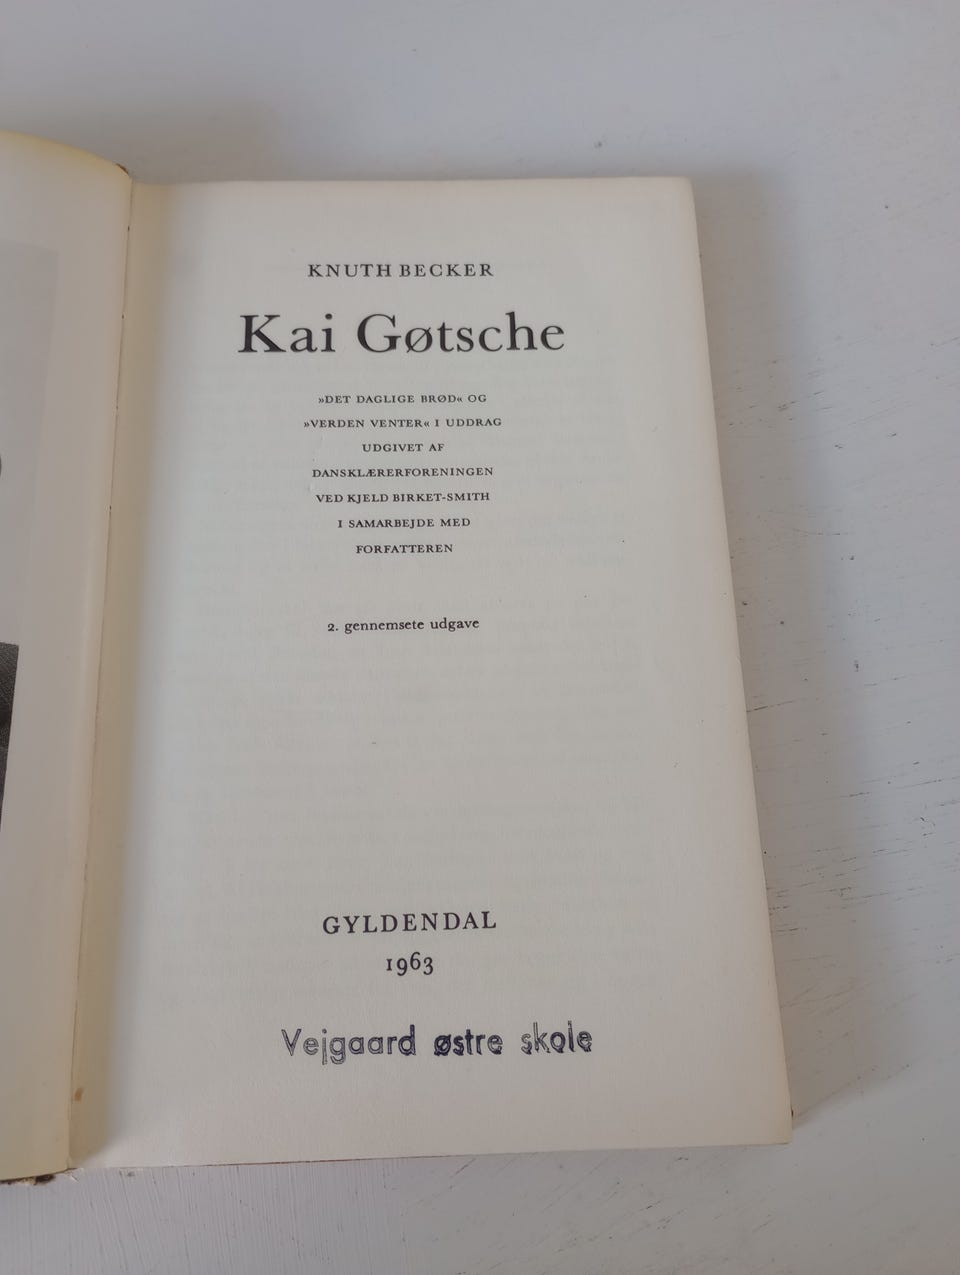 KNUTH BECKER
Kai Gøtsche
»DET DAGLIGE BRØD« OG
»VERDEN VENTER« I UDDRAG
UDGIVET AF
DANSKLÆRERFORENINGEN
VED KJELD BIRKET-SMITH
I SAMARBEJDE MED
FORFATTEREN
2. gennemsete udgave
GYLDENDAL
1963
Vejgaard østre skole